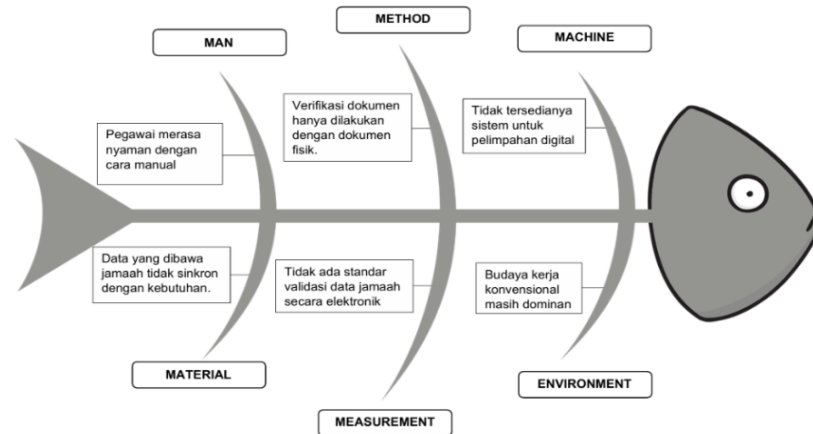 MAN
METHOD
MACHINE
Pegawai merasa
nyaman dengan
cara manual
Verifikasi dokumen
hanya dilakukan
dengan dokumen
fisik.
Tidak tersedianya
sistem untuk
pelimpahan digital
Data yang dibawa
jamaah tidak sinkron
dengan kebutuhan.
Tidak ada standar
validasi data jamaah
secara elektronik
Budaya kerja
konvensional
masih dominan
MATERIAL
MEASUREMENT
ENVIRONMENT